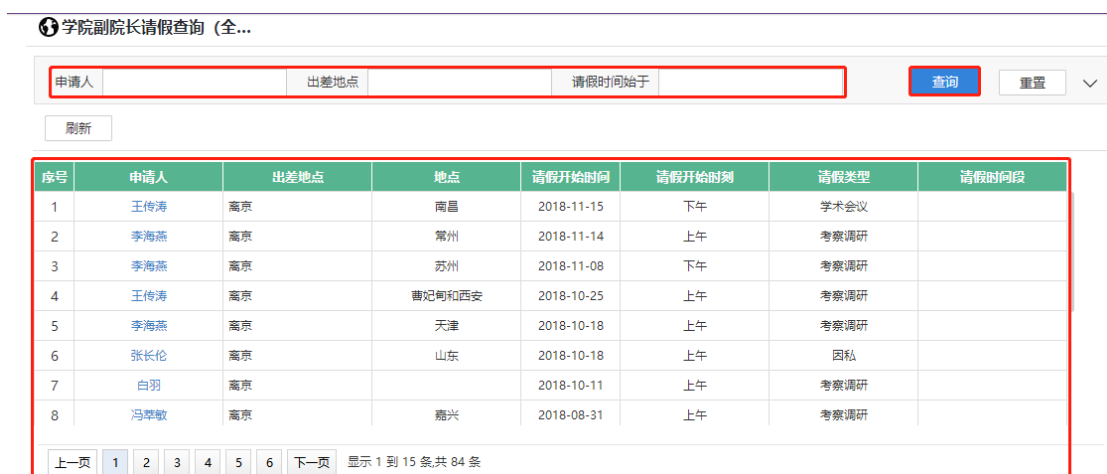 学院副院长请假查询（全...
申请人 出差地点 请假时间始于 查询 重置
刷新
序号 申请人 出差地点 地点 请假开始时间 请假开始时刻 请假类型 请假时间段
1 王传涛 离京 南昌 2018-11-15 下午 学术会议
2 李海燕 离京 常州 2018-11-14 上午 考察调研
3 李海燕 离京 苏州 2018-11-08 下午 考察调研
4 王传涛 离京 曹妃甸和西安 2018-10-25 上午 考察调研
5 李海燕 离京 天津 2018-10-18 上午 考察调研
6 张长伦 离京 山东 2018-10-18 上午 因私
7 白羽 离京 2018-10-11 上午 考察调研
8 冯萃敏 离京 嘉兴 2018-08-31 上午 考察调研
上一页 1 2 3 4 5 6 下一页 显示 1 到 15 条,共 84 条